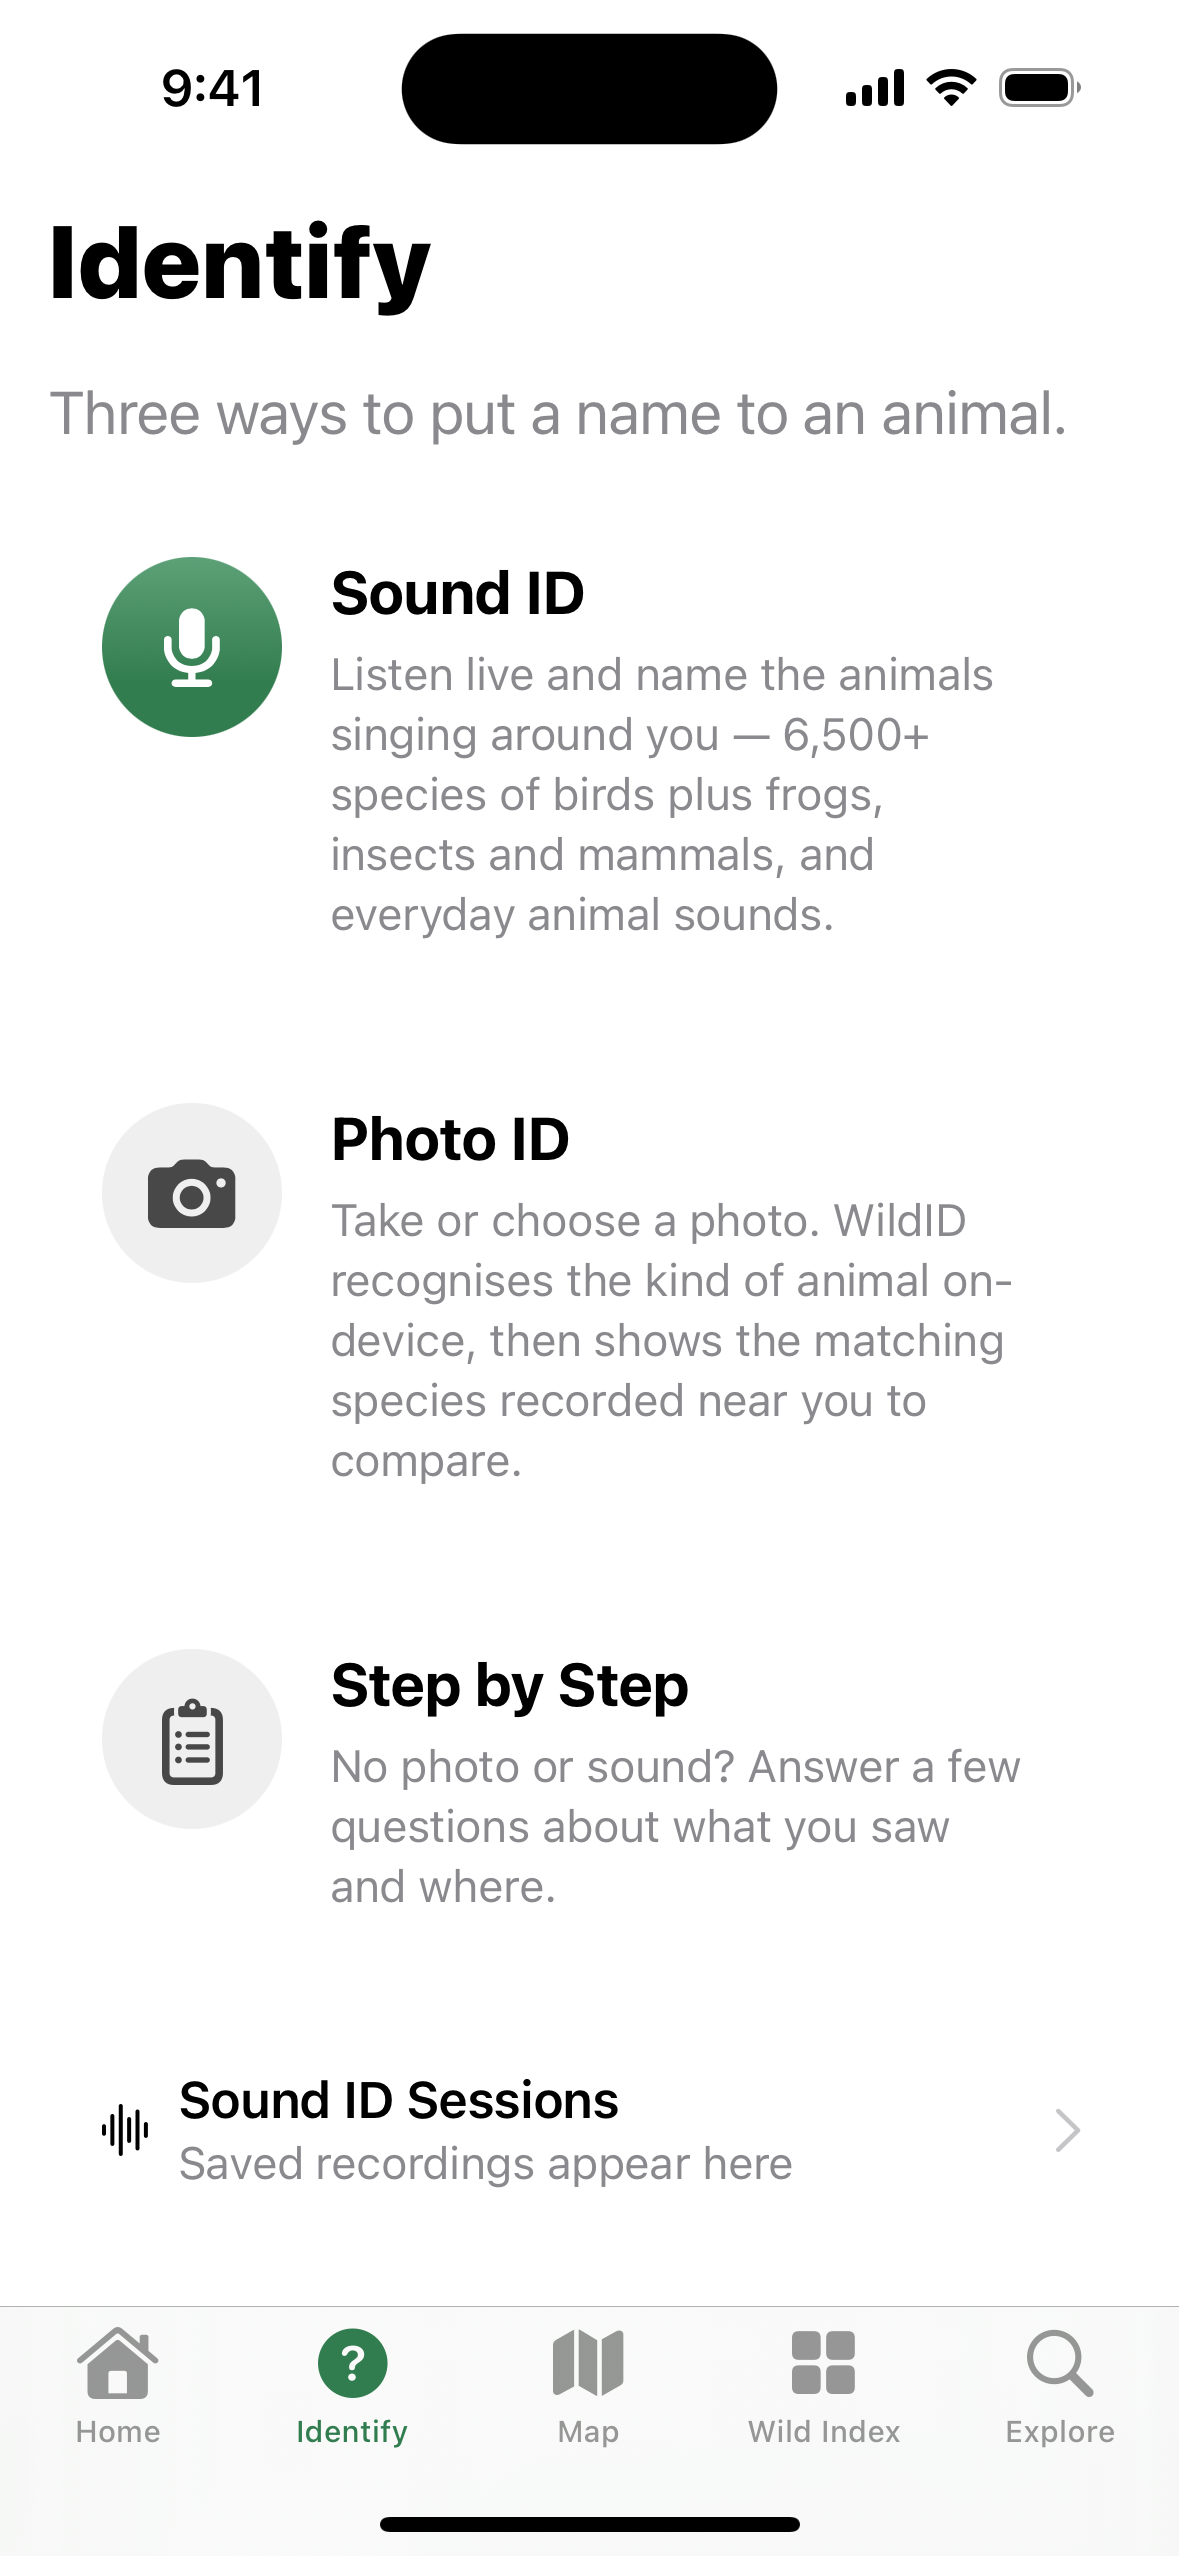 9:41
Identify
Three ways to put a name to an animal.
Sound ID
Listen live and name the animals
singing around you — 6,500+
species of birds plus frogs,
insects and mammals, and
everyday animal sounds.
Photo ID
Take or choose a photo. WildID
recognises the kind of animal on-
device, then shows the matching
species recorded near you to
compare.
Step by Step
No photo or sound? Answer a few
questions about what you saw
and where.
Sound ID Sessions
Saved recordings appear here
?
Home
Identify
Map
Wild Index
Explore